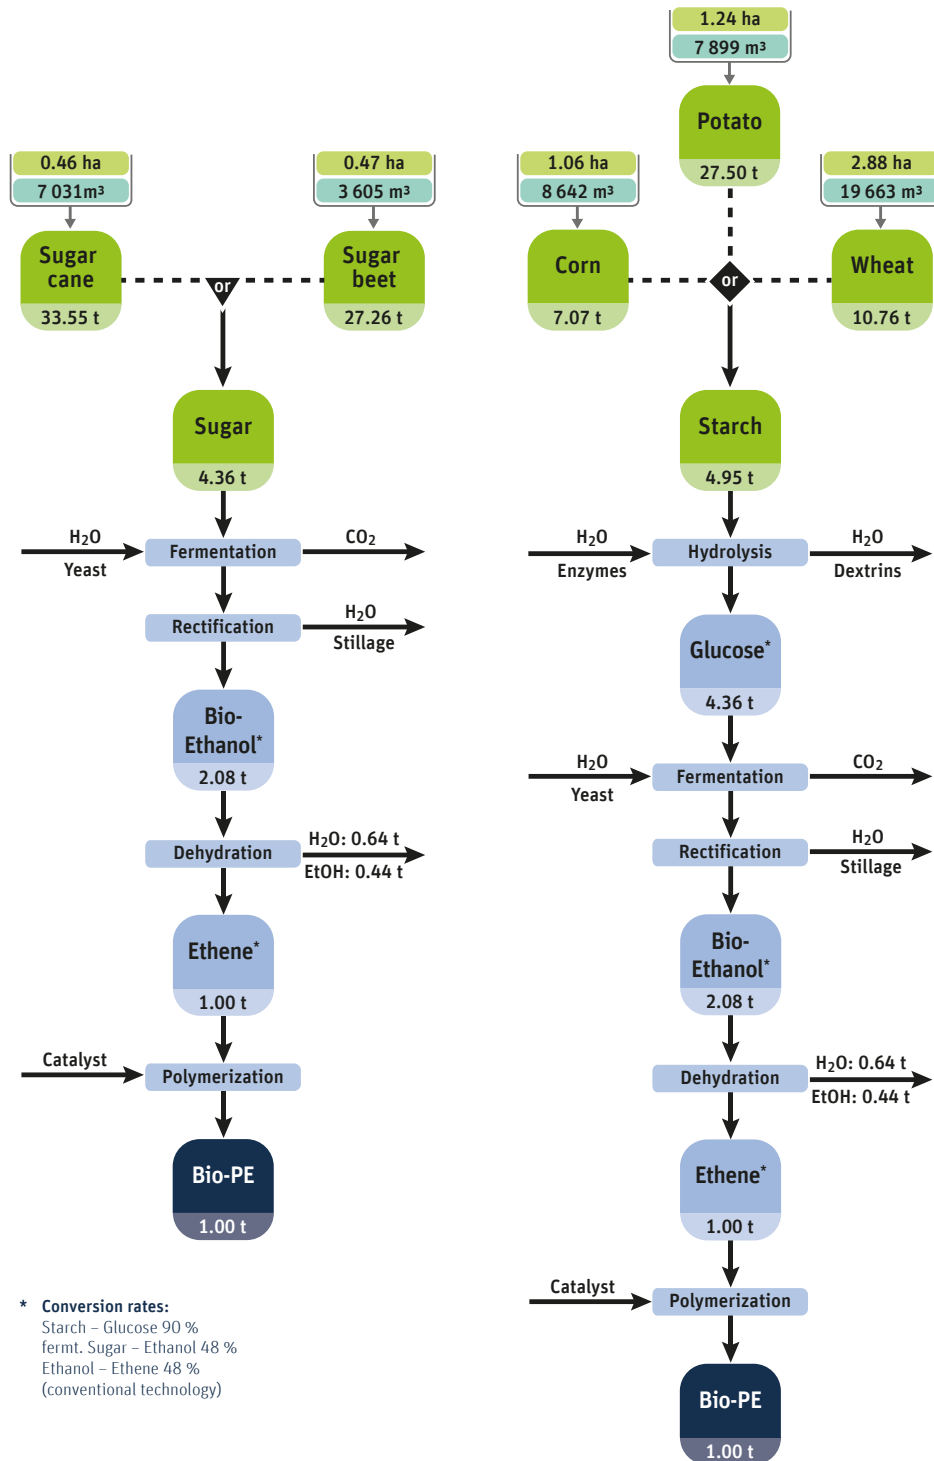 1.24 ha
7 899 m³
Potato
27.50 t
0.46 ha
7 031m³
Sugar
cane
33.55 t
or
0.47 ha
3 605 m³
Sugar
beet
27.26 t
1.06 ha
8 642 m³
Corn
7.07 t
or
2.88 ha
19 663 m³
Wheat
10.76 t
Sugar
4.36 t
H₂O
Yeast
Fermentation
CO₂
Rectification
H₂O
Stillage
Bio-
Ethanol*
2.08 t
Dehydration
H₂O: 0.64 t
EtOH: 0.44 t
Ethene*
1.00 t
Catalyst
Polymerization
Bio-PE
1.00 t
Starch
4.95 t
H₂O
Enzymes
Hydrolysis
H₂O
Dextrins
Glucose*
4.36 t
H₂O
Yeast
Fermentation
CO₂
Rectification
H₂O
Stillage
Bio-
Ethanol*
2.08 t
Dehydration
H₂O: 0.64 t
EtOH: 0.44 t
Ethene*
1.00 t
Catalyst
Polymerization
Bio-PE
1.00 t
* Conversion rates:
Starch – Glucose 90 %
fermt. Sugar – Ethanol 48 %
Ethanol – Ethene 48 %
(conventional technology)